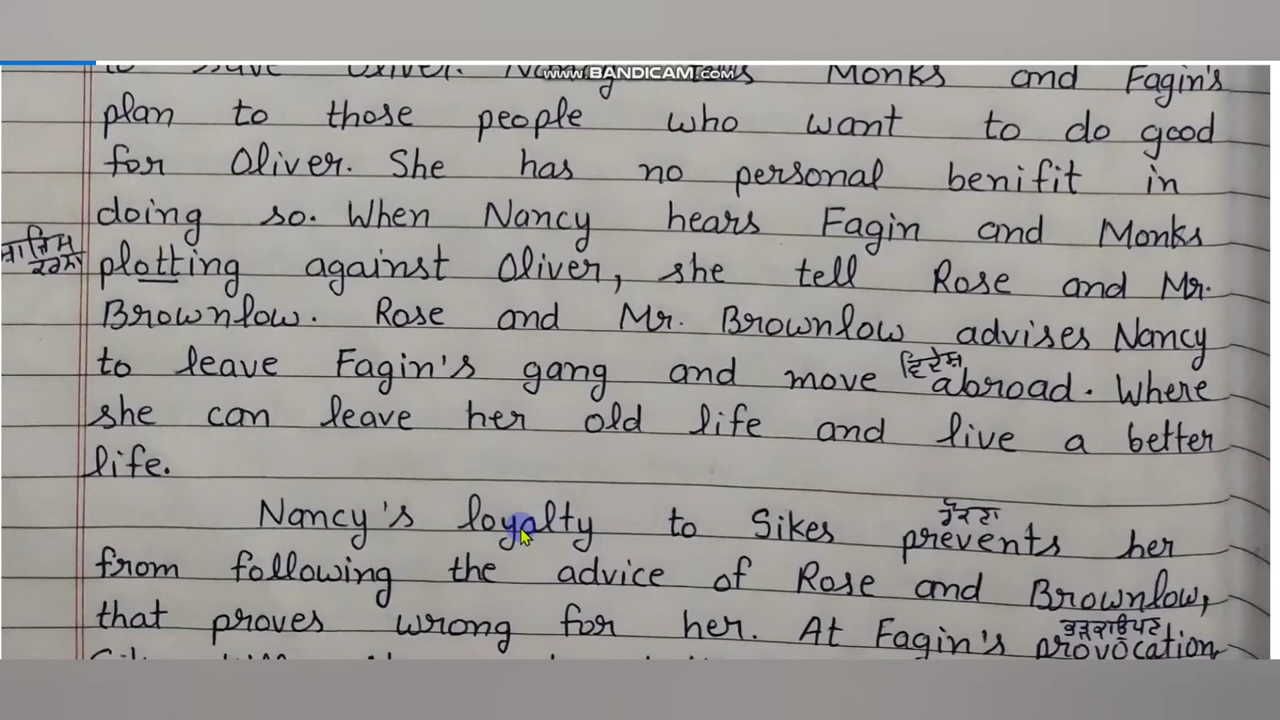 Oliver. www.BANDICAM.com Monks and Fagin's
plan to those people who want to do good
for Oliver. She has no personal benifit in
doing so. When Nancy hears Fagin and Monks
plotting against Oliver, she tell Rose and Mr.
Brownlow. Rose and Mr. Brownlow advises Nancy
ਵਿਦੇਸ਼
to leave Fagin's gang and move abroad. Where
she can leave her old life and live a better
life.
ਰੋਕਣਾ
Nancy's loyalty to Sikes prevents her
from following the advice of Rose and Brownlow,
that proves wrong for her. At Fagin's provocation